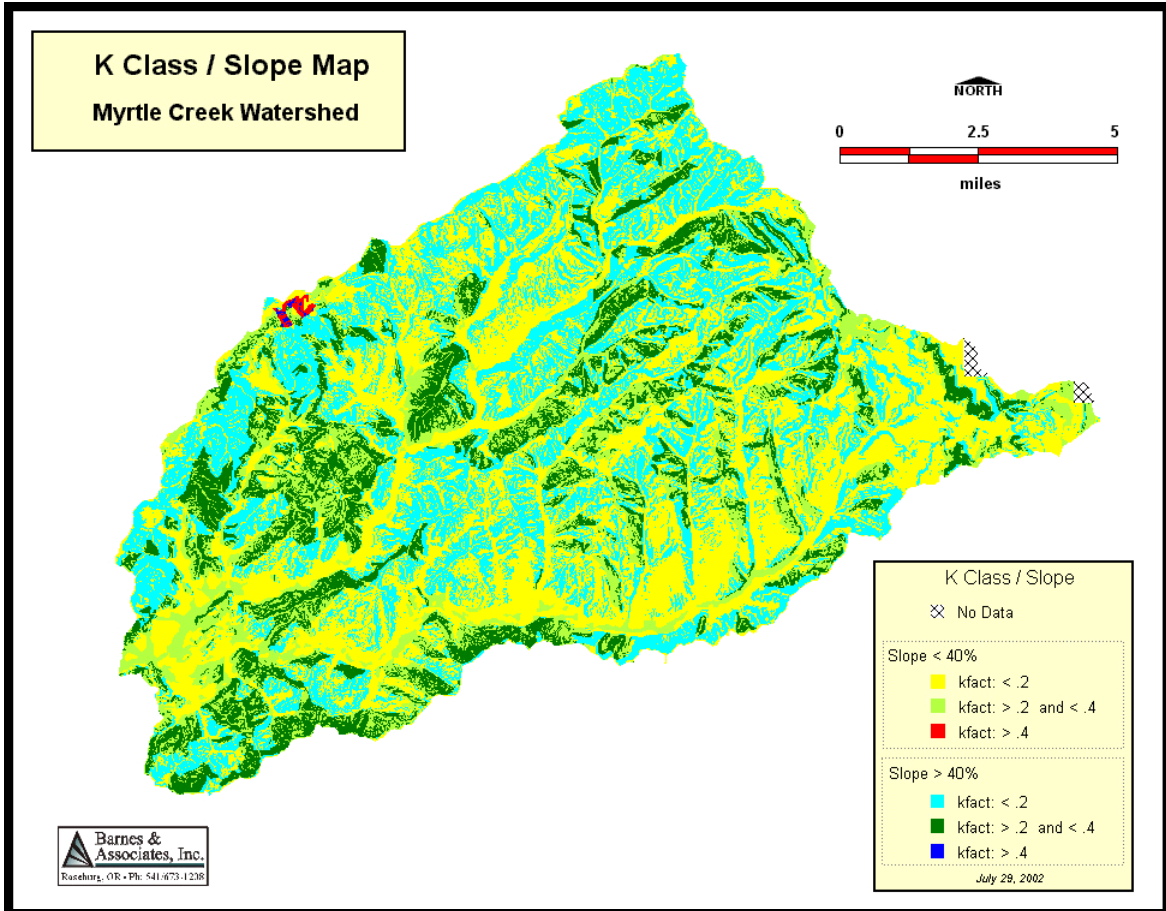 K Class / Slope Map
Myrtle Creek Watershed
NORTH
0 2.5 5
miles
K Class / Slope
No Data
Slope < 40%
kfact: < .2
kfact: > .2 and < .4
kfact: > .4
Slope > 40%
kfact: < .2
kfact: > .2 and < .4
kfact: > .4
July 29, 2002
Barnes &
Associates, Inc.
Roseburg, OR • Ph: 541/673-1208